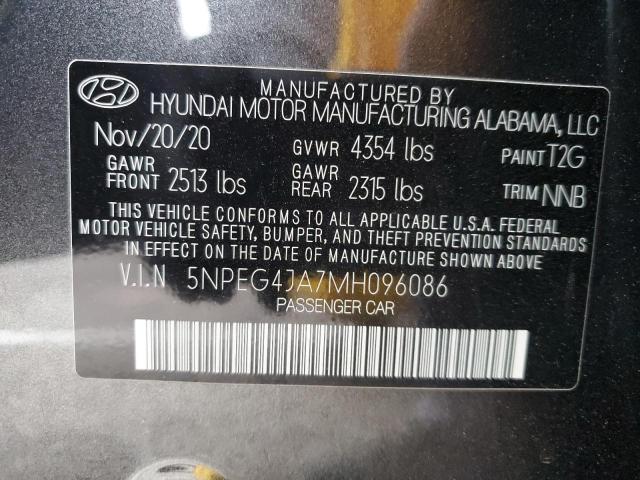 MANUFACTURED BY
HYUNDAI MOTOR MANUFACTURING ALABAMA, LLC
Nov/20/20 GVWR 4354 lbs PAINT T2G
GAWR FRONT 2513 lbs GAWR REAR 2315 lbs TRIM NNB
THIS VEHICLE CONFORMS TO ALL APPLICABLE U.S.A. FEDERAL
MOTOR VEHICLE SAFETY, BUMPER, AND THEFT PREVENTION STANDARDS
IN EFFECT ON THE DATE OF MANUFACTURE SHOWN ABOVE
V.I.N 5NPEG4JA7MH096086
PASSENGER CAR